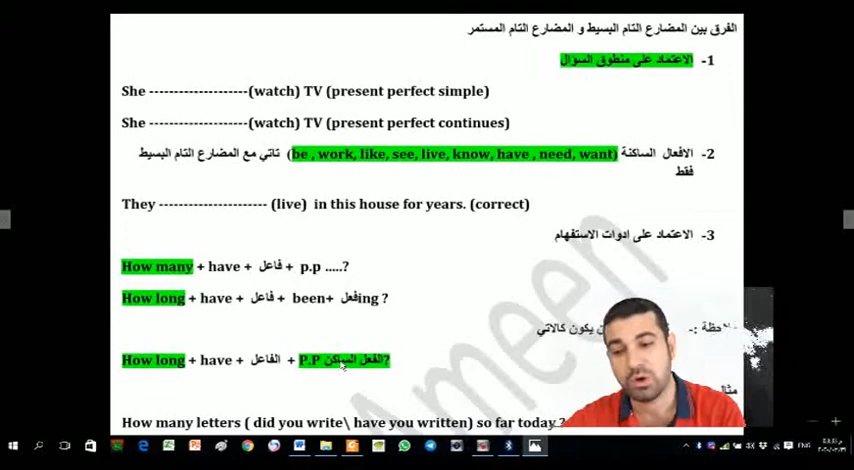 الفرق بين المضارع التام البسيط و المضارع التام المستمر
1- الاعتماد على منطوق السؤال
She --------------------(watch) TV (present perfect simple)
She --------------------(watch) TV (present perfect continues)
2- الافعال الساكنة (be , work, like, see, live, know, have , need, want) تاتي مع المضارع التام البسيط
فقط
They ---------------------- (live) in this house for years. (correct)
3- الاعتماد على ادوات الاستفهام
How many + have + فاعل + p.p .....?
How long + have + فاعل + been+ فعلing ?
ن يكون كالاتي
How long + have + الفاعل + P.P الفعل الساكن?
How many letters ( did you write\ have you written) so far today ?
Ameen
ENG